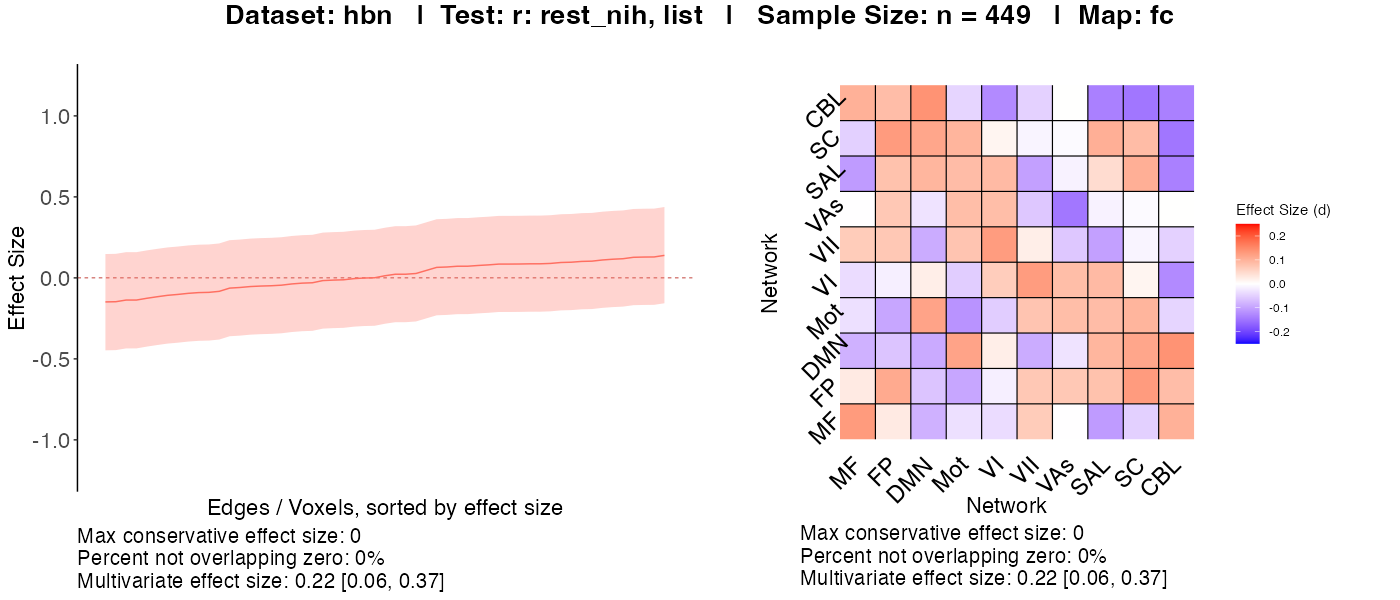 Dataset: hbn | Test: r: rest_nih, list | Sample Size: n = 449 | Map: fc
Effect Size
1.0
0.5
0.0
-0.5
-1.0
Edges / Voxels, sorted by effect size
Max conservative effect size: 0
Percent not overlapping zero: 0%
Multivariate effect size: 0.22 [0.06, 0.37]
Network
CBL
SC
SAL
VAs
VII
VI
Mot
DMN
FP
MF
MF FP DMN Mot VI VII VAs SAL SC CBL
Network
Max conservative effect size: 0
Percent not overlapping zero: 0%
Multivariate effect size: 0.22 [0.06, 0.37]
Effect Size (d)
0.2
0.1
0.0
-0.1
-0.2